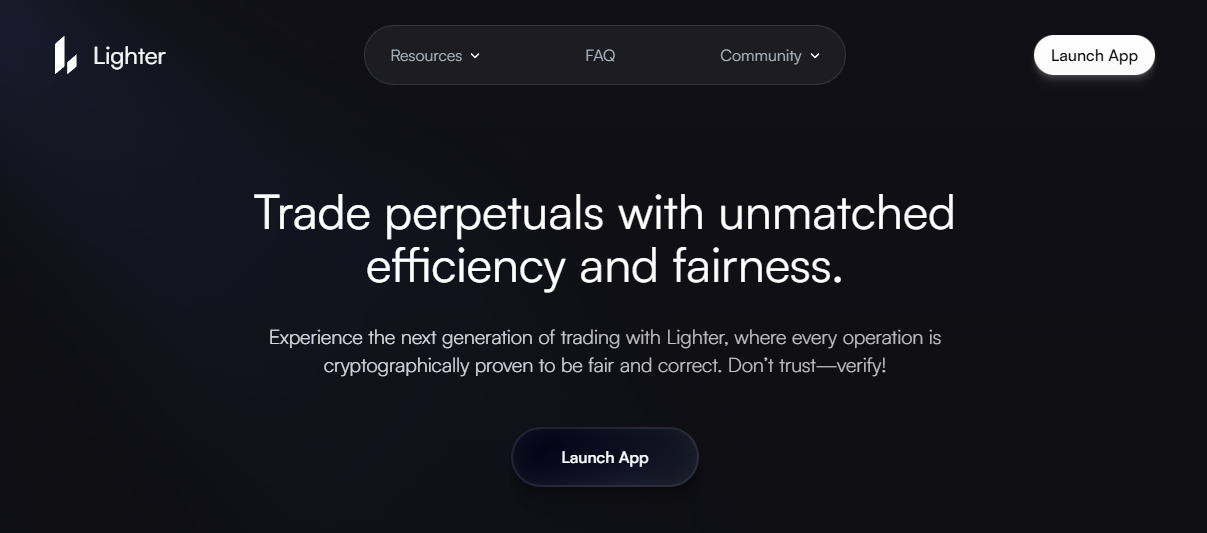 Lighter
Resources
FAQ
Community
Launch App
Trade perpetuals with unmatched
efficiency and fairness.
Experience the next generation of trading with Lighter, where every operation is
cryptographically proven to be fair and correct. Don’t trust—verify!
Launch App